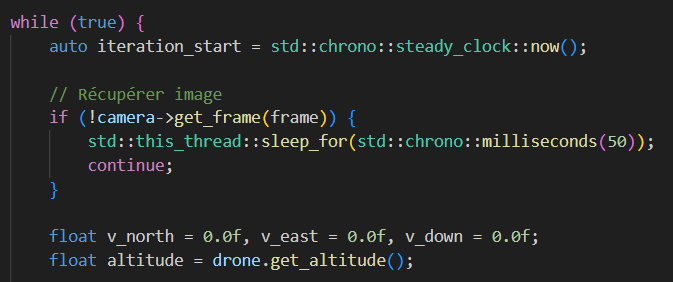 while (true) {
    auto iteration_start = std::chrono::steady_clock::now();

    // Récupérer image
    if (!camera->get_frame(frame)) {
        std::this_thread::sleep_for(std::chrono::milliseconds(50));
        continue;
    }

    float v_north = 0.0f, v_east = 0.0f, v_down = 0.0f;
    float altitude = drone.get_altitude();